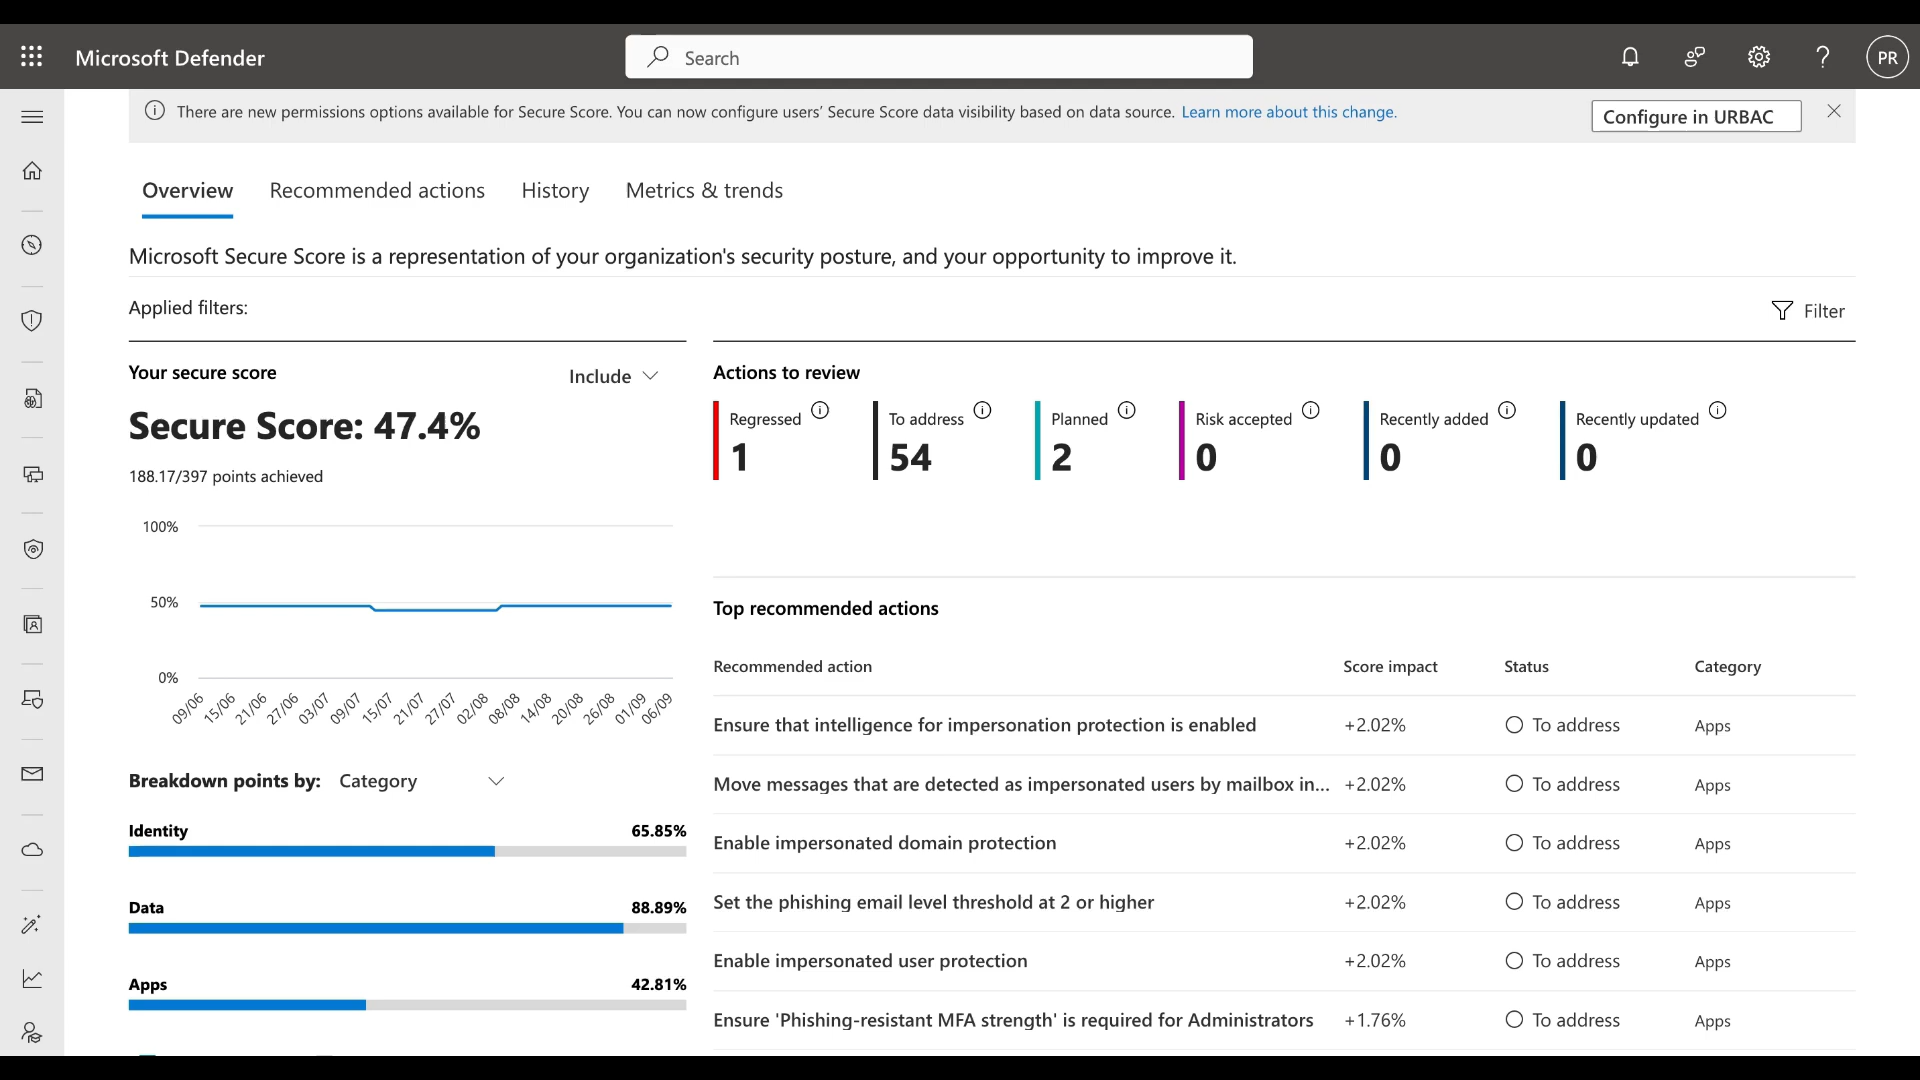 Microsoft Defender
Search
PR
There are new permissions options available for Secure Score. You can now configure users’ Secure Score data visibility based on data source. Learn more about this change.
Configure in URBAC
Overview
Recommended actions
History
Metrics & trends
Microsoft Secure Score is a representation of your organization's security posture, and your opportunity to improve it.
Applied filters:
Filter
Your secure score
Include
Secure Score: 47.4%
188.17/397 points achieved
100%
50%
0%
09/06 15/06 21/06 27/06 03/07 09/07 15/07 21/07 27/07 02/08 08/08 14/08 20/08 26/08 01/09 06/09
Breakdown points by: Category
Identity 65.85%
Data 88.89%
Apps 42.81%
Actions to review
Regressed
1
To address
54
Planned
2
Risk accepted
0
Recently added
0
Recently updated
0
Top recommended actions
Recommended action Score impact Status Category
Ensure that intelligence for impersonation protection is enabled +2.02% To address Apps
Move messages that are detected as impersonated users by mailbox in... +2.02% To address Apps
Enable impersonated domain protection +2.02% To address Apps
Set the phishing email level threshold at 2 or higher +2.02% To address Apps
Enable impersonated user protection +2.02% To address Apps
Ensure 'Phishing-resistant MFA strength' is required for Administrators +1.76% To address Apps